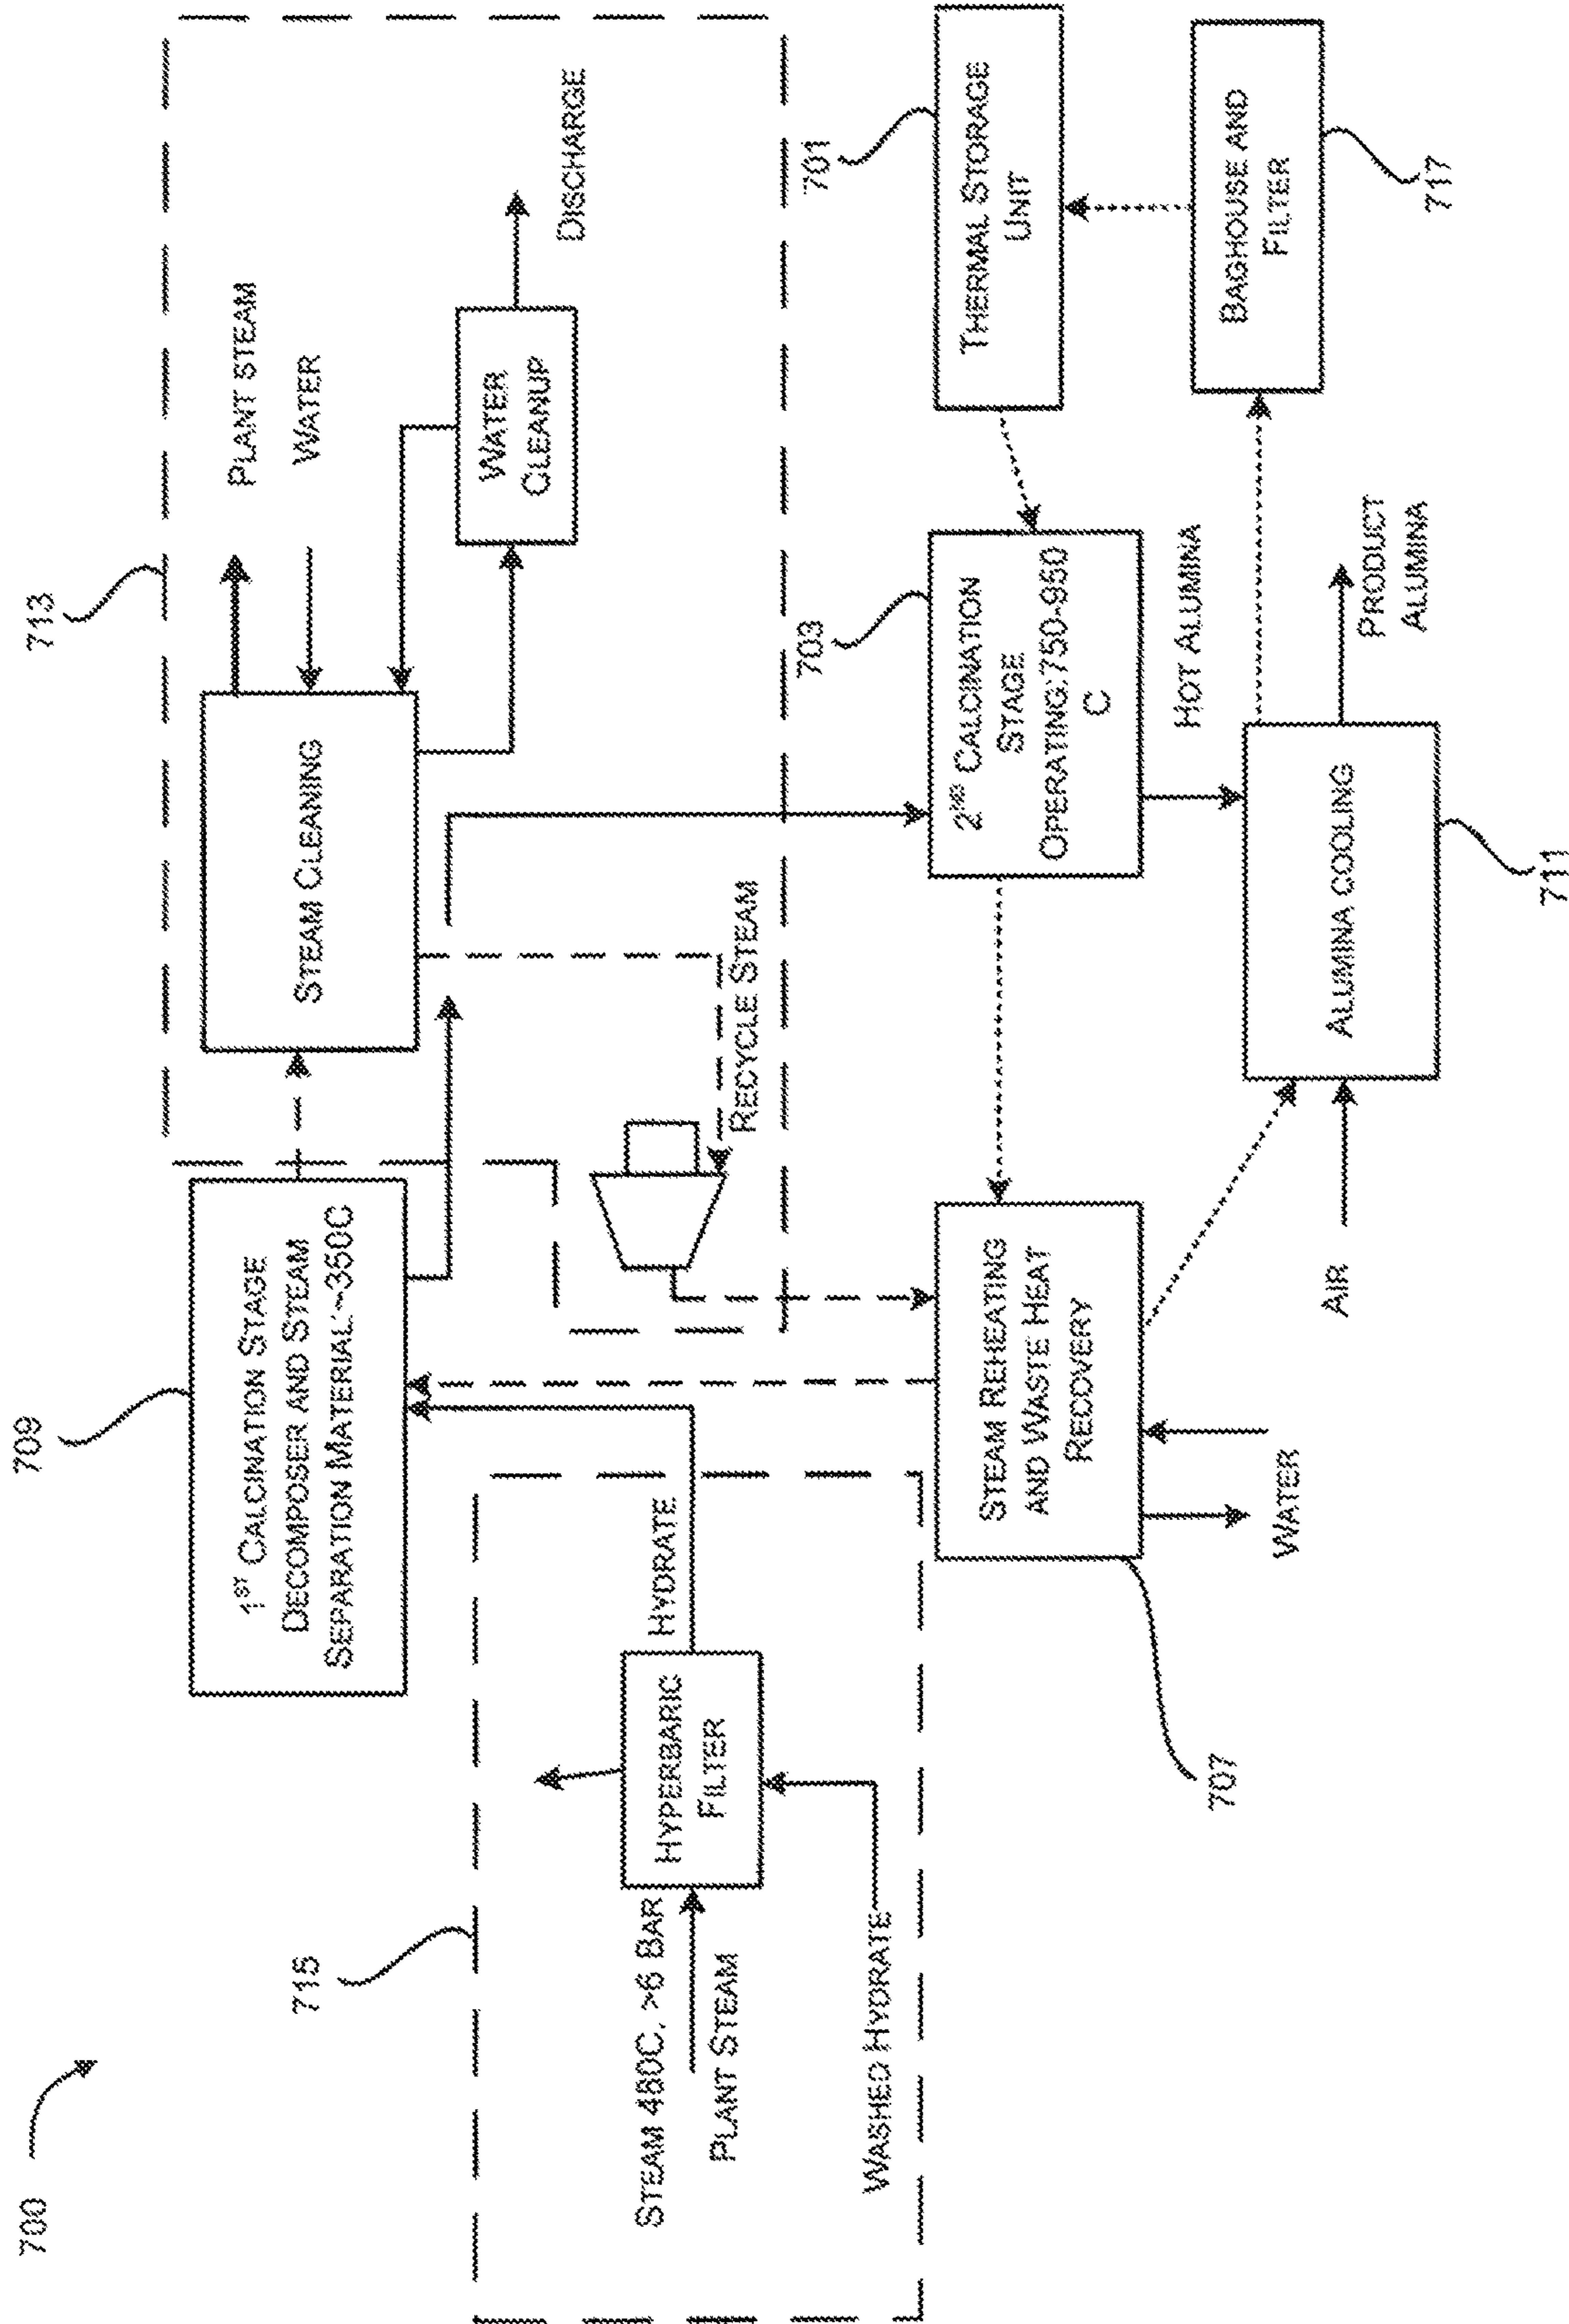 700
709
1ST CALCINATION STAGE
DECOMPOSER AND STEAM
SEPARATION MATERIAL:~350C
713
STEAM CLEANING
PLANT STEAM
WATER
WATER
CLEANUP
DISCHARGE
RECYCLE STEAM
715
STEAM 480C, >6 BAR
PLANT STEAM
HYPERBARIC
FILTER
HYDRATE
WASHED HYDRATE
707
STEAM REHEATING
AND WASTE HEAT
RECOVERY
WATER
703
2ND CALCINATION
STAGE
OPERATING:750-950
C
701
THERMAL STORAGE
UNIT
HOT ALUMINA
AIR
ALUMINA COOLING
711
PRODUCT
ALUMINA
BAGHOUSE AND
FILTER
717